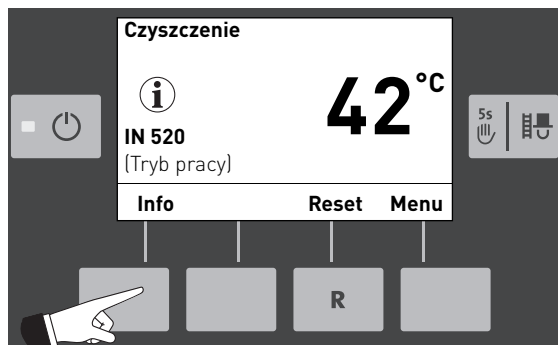 Czyszczenie
42°C
IN 520
(Tryb pracy)
Info Reset Menu
5s
R